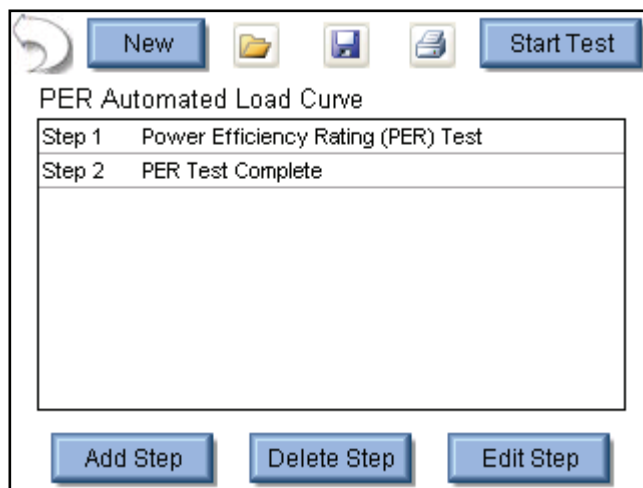 New Start Test
PER Automated Load Curve
Step 1 Power Efficiency Rating (PER) Test
Step 2 PER Test Complete
Add Step Delete Step Edit Step